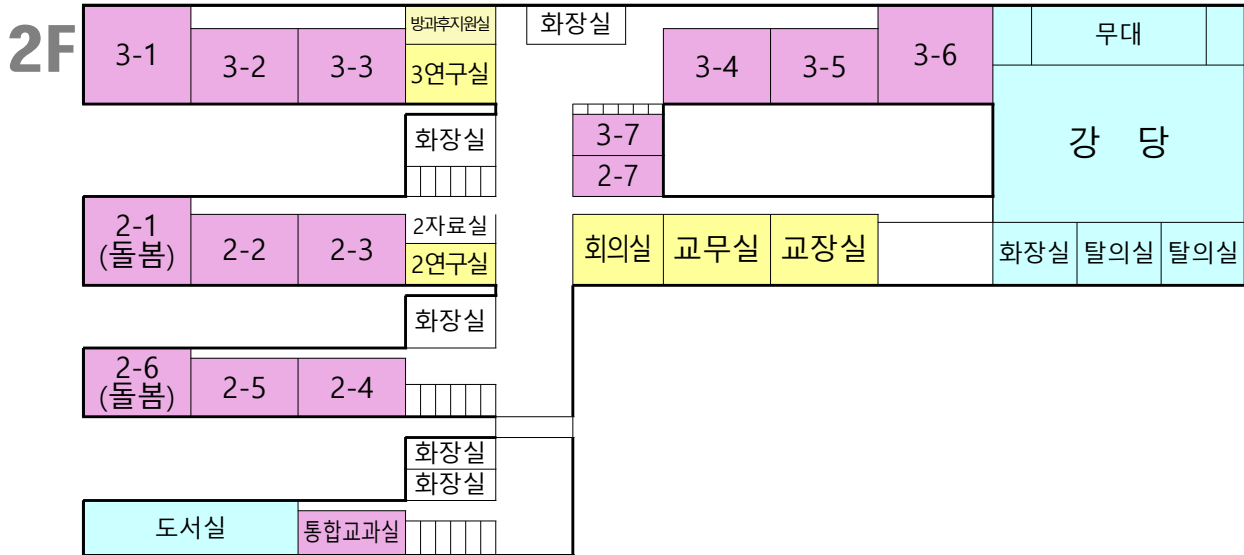 2F
3-1
3-2
3-3
방과후지원실
3연구실
화장실
3-4
3-5
3-6
무대
강 당
화장실
3-7
2-7
2-1
(돌봄)
2-2
2-3
2자료실
2연구실
회의실
교무실
교장실
화장실
탈의실
탈의실
화장실
2-6
(돌봄)
2-5
2-4
화장실
화장실
도서실
통합교과실